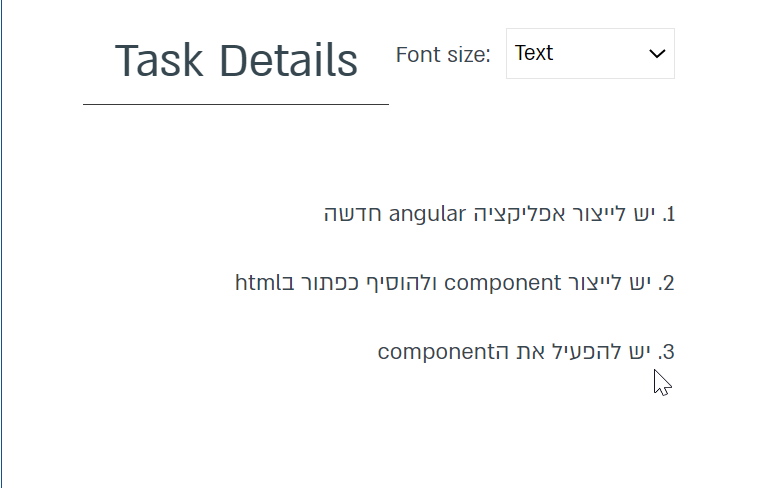 Task Details
Font size: Text
1. יש לייצור אפליקציה angular חדשה
2. יש לייצור component ולהוסיף כפתור בhtml
3. יש להפעיל את הcomponent